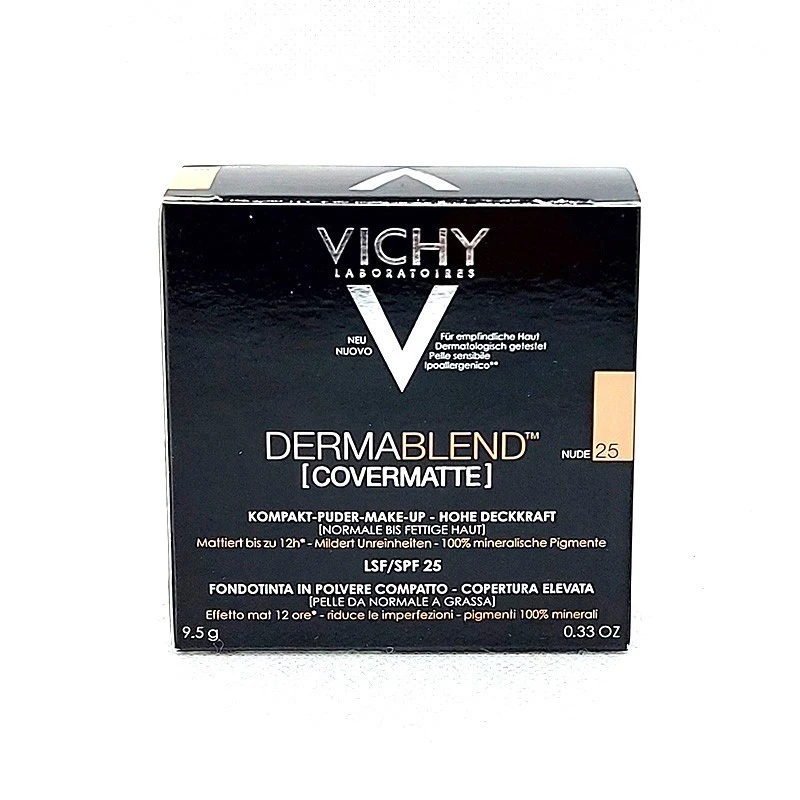 VICHY
LABORATOIRES
NEU
NUOVO
Für empfindliche Haut
Dermatologisch getestet
Pelle sensibile
Ipoallergenico**
DERMABLEND™
[COVERMATTE]
NUDE 25
KOMPAKT-PUDER-MAKE-UP - HOHE DECKKRAFT
[NORMALE BIS FETTIGE HAUT]
Mattiert bis zu 12h* - Mildert Unreinheiten - 100% mineralische Pigmente
LSF/SPF 25
FONDOTINTA IN POLVERE COMPATTO - COPERTURA ELEVATA
[PELLE DA NORMALE A GRASSA]
Effetto mat 12 ore* - riduce le imperfezioni - pigmenti 100% minerali
9.5 g
0.33 OZ